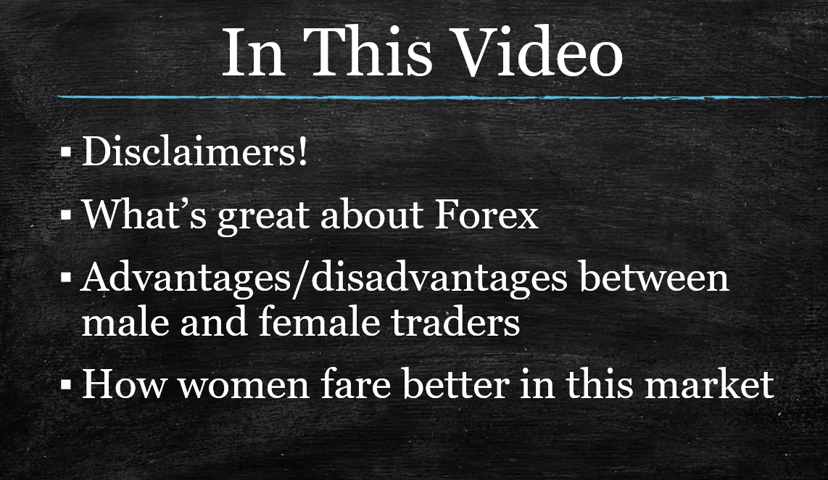 In This Video
▪ Disclaimers!
▪ What’s great about Forex
▪ Advantages/disadvantages between
male and female traders
▪ How women fare better in this market